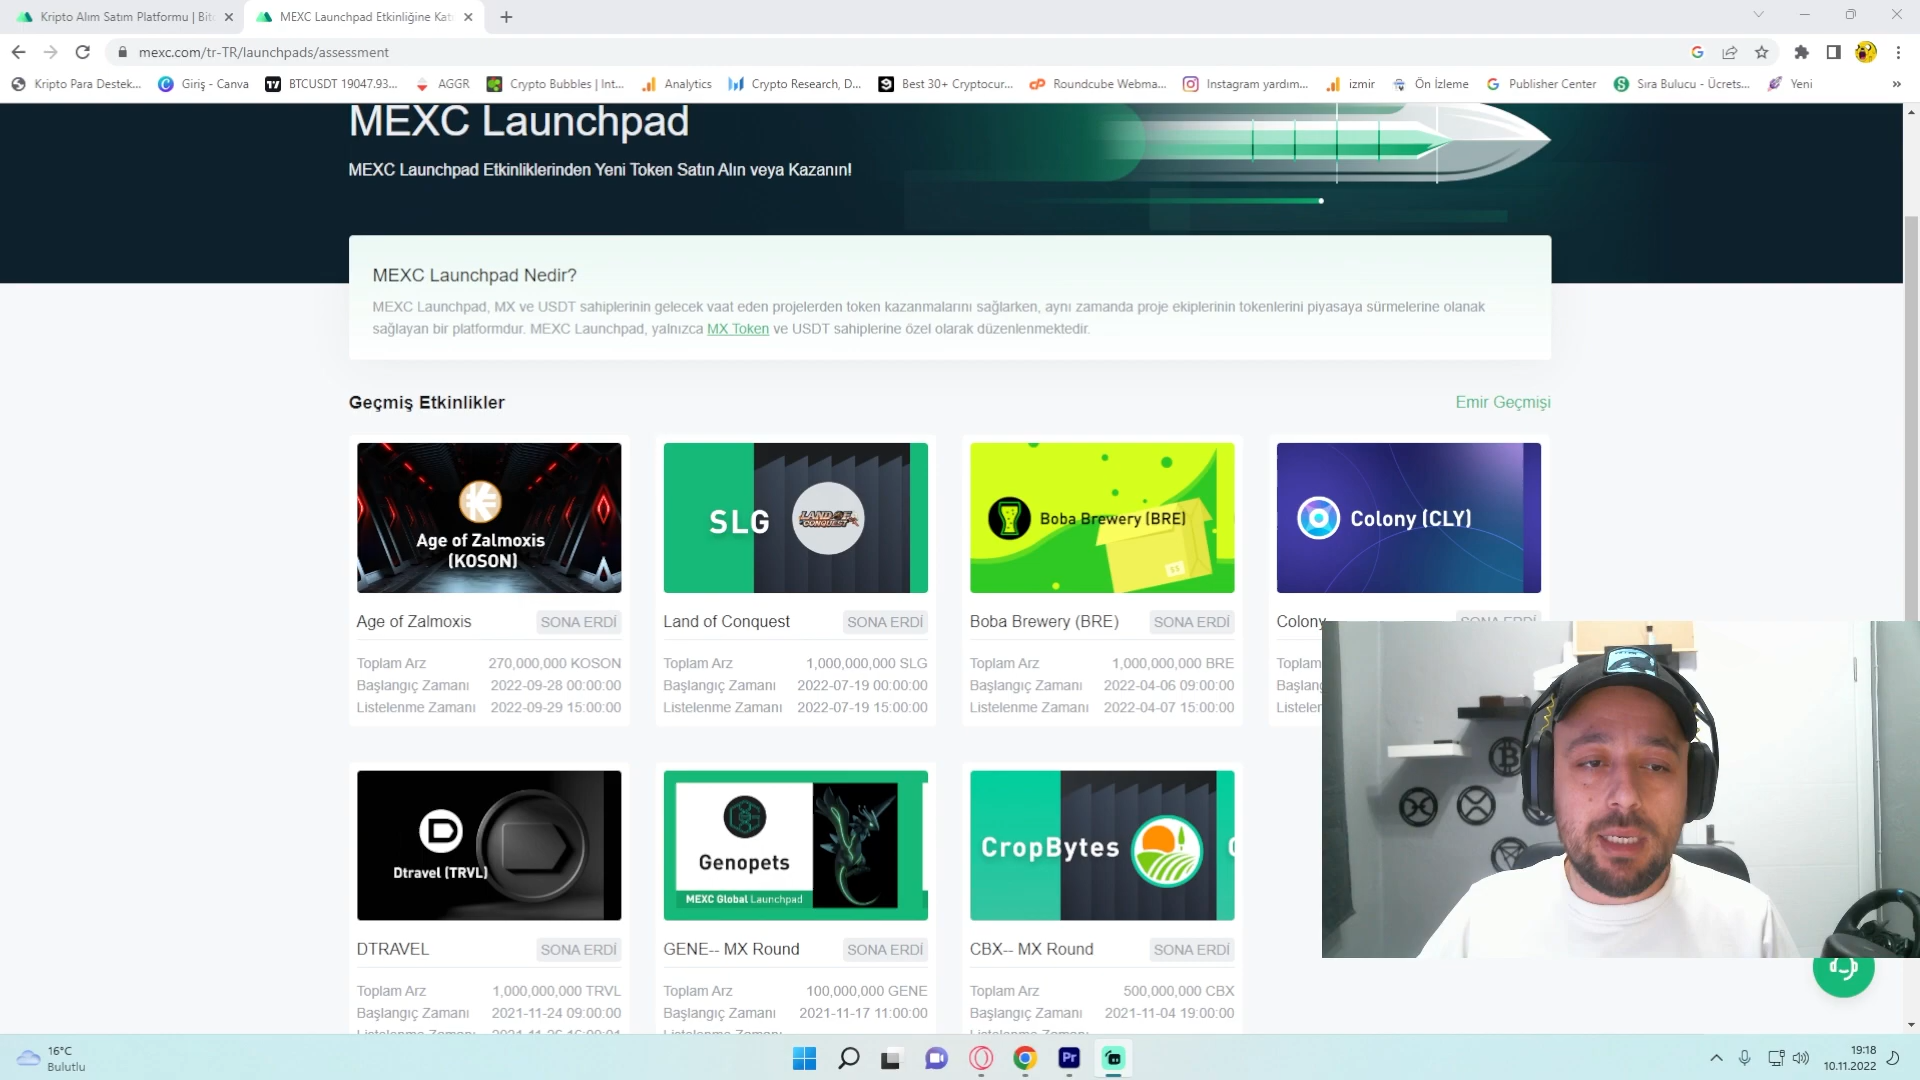 Kripto Alım Satım Platformu | Bitc
MEXC Launchpad Etkinliğine Katı
mexc.com/tr-TR/launchpads/assessment
Kripto Para Destek...
Giriş - Canva
BTCUSDT 19047.93...
AGGR
Crypto Bubbles | Int...
Analytics
Crypto Research, D...
Best 30+ Cryptocur...
Roundcube Webma...
Instagram yardım...
izmir
Ön İzleme
Publisher Center
Sıra Bulucu - Ücrets...
Yeni
MEXC Launchpad
MEXC Launchpad Etkinliklerinden Yeni Token Satın Alın veya Kazanın!
MEXC Launchpad Nedir?
MEXC Launchpad, MX ve USDT sahiplerinin gelecek vaat eden projelerden token kazanmalarını sağlarken, aynı zamanda proje ekiplerinin tokenlerini piyasaya sürmelerine olanak
sağlayan bir platformdur. MEXC Launchpad, yalnızca MX Token ve USDT sahiplerine özel olarak düzenlenmektedir.
Geçmiş Etkinlikler
Emir Geçmişi
Age of Zalmoxis
(KOSON)
SLG
LAND OF
CONQUEST
Boba Brewery (BRE)
Colony (CLY)
Age of Zalmoxis SONA ERDİ
Toplam Arz 270,000,000 KOSON
Başlangıç Zamanı 2022-09-28 00:00:00
Listelenme Zamanı 2022-09-29 15:00:00
Land of Conquest SONA ERDİ
Toplam Arz 1,000,000,000 SLG
Başlangıç Zamanı 2022-07-19 00:00:00
Listelenme Zamanı 2022-07-19 15:00:00
Boba Brewery (BRE) SONA ERDİ
Toplam Arz 1,000,000,000 BRE
Başlangıç Zamanı 2022-04-06 09:00:00
Listelenme Zamanı 2022-04-07 15:00:00
Colony SONA ERDİ
Toplam
Başlang
Listeler
Dtravel (TRVL)
Genopets
MEXC Global Launchpad
CropBytes
DTRAVEL SONA ERDİ
Toplam Arz 1,000,000,000 TRVL
Başlangıç Zamanı 2021-11-24 09:00:00
GENE-- MX Round SONA ERDİ
Toplam Arz 100,000,000 GENE
Başlangıç Zamanı 2021-11-17 11:00:00
CBX-- MX Round SONA ERDİ
Toplam Arz 500,000,000 CBX
Başlangıç Zamanı 2021-11-04 19:00:00
16°C
Bulutlu
Pr
19:18
10.11.2022